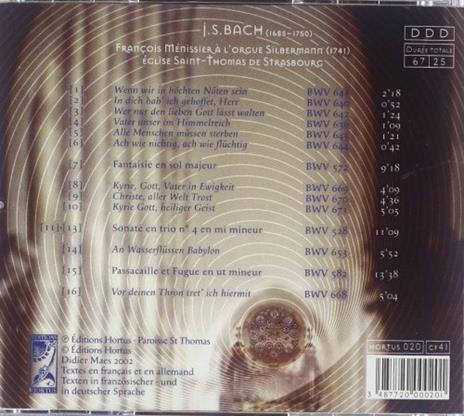 J.S.BACH (1685-1750)
François Ménissier à l'orgue Silbermann (1741)
église Saint-Thomas de Strasbourg
DDD
Durée totale
67 25
[1] Wenn wir in höchten Nöten sein BWV 641 2'18
[2] In dich hab' ich gehoffet, Herr BWV 640 0'52
[3] Wer nur den lieben Gott lässt walten BWV 642 1'24
[4] Vater unser im Himmelreich BWV 636 1'09
[5] Alle Menschen müssen sterben BWV 643 1'21
[6] Ach wie nichtig, ach wie flüchtig BWV 644 0'42
[7] Fantaisie en sol majeur BWV 572 9'18
[8] Kyrie, Gott, Vater in Ewigkeit BWV 669 4'09
[9] Christe, aller Welt Trost BWV 670 4'36
[10] Kyrie Gott, heiliger Geist BWV 671 5'05
[11]-[13] Sonate en trio n° 4 en mi mineur BWV 528 11'09
[14] An Wasserflüssen Babylon BWV 653 5'52
[15] Passacaille et Fugue en ut mineur BWV 582 13'38
[16] Vor deinen Thron tret' ich hiermit BWV 668 5'04
℗ Éditions Hortus - Paroisse St Thomas
© Éditions Hortus
Didier Maes 2002
Textes en français et en allemand
Texten in französischer - und
in deutscher Sprache
ÉDITIONS
HORTUS
HORTUS 020 CY41
3 487720 000201